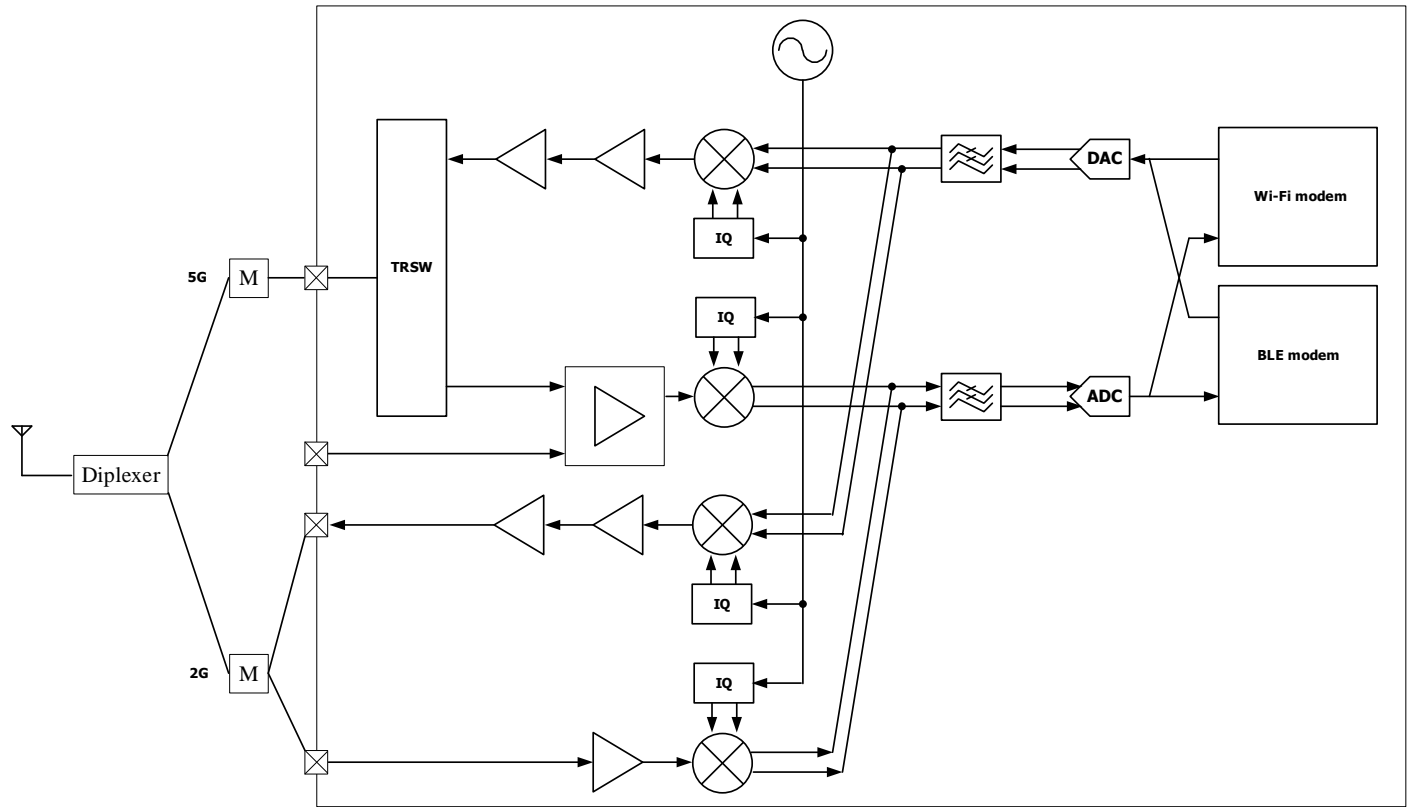 DAC
Wi-Fi modem
IQ
5G
M
TRSW
IQ
BLE modem
ADC
Diplexer
IQ
2G
M
IQ